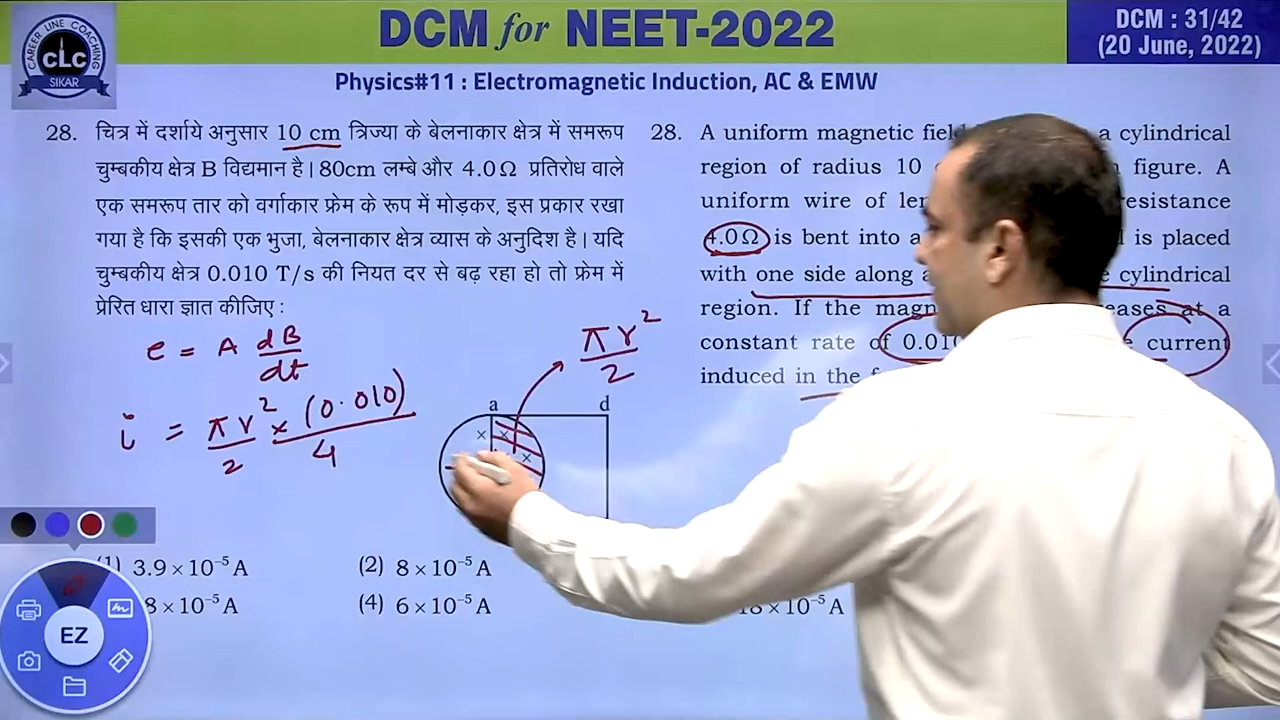 DCM for NEET-2022
DCM : 31/42
(20 June, 2022)
CAREER LINE COACHING
CLC
SIKAR
Physics#11 : Electromagnetic Induction, AC & EMW
28. चित्र में दर्शाये अनुसार 10 cm त्रिज्या के बेलनाकार क्षेत्र में समरूप
चुम्बकीय क्षेत्र B विद्यमान है। 80cm लम्बे और 4.0Ω प्रतिरोध वाले
एक समरूप तार को वर्गाकार फ्रेम के रूप में मोड़कर, इस प्रकार रखा
गया है कि इसकी एक भुजा, बेलनाकार क्षेत्र व्यास के अनुदिश है। यदि
चुम्बकीय क्षेत्र 0.010 T/s की नियत दर से बढ़ रहा हो तो फ्रेम में
प्रेरित धारा ज्ञात कीजिए :
e = A dB/dt
i = πr²/2 × (0.010)/4
πr²/2
a d
× ×
×
(1) 3.9 × 10⁻⁵ A (2) 8 × 10⁻⁵ A
8 × 10⁻⁵ A (4) 6 × 10⁻⁵ A
28. A uniform magnetic field a cylindrical
region of radius 10 figure. A
uniform wire of resistance
4.0Ω is bent into a is placed
with one side along a cylindrical
region. If the at a
constant rate of current
induced in the
× 10⁻⁵ A
EZ